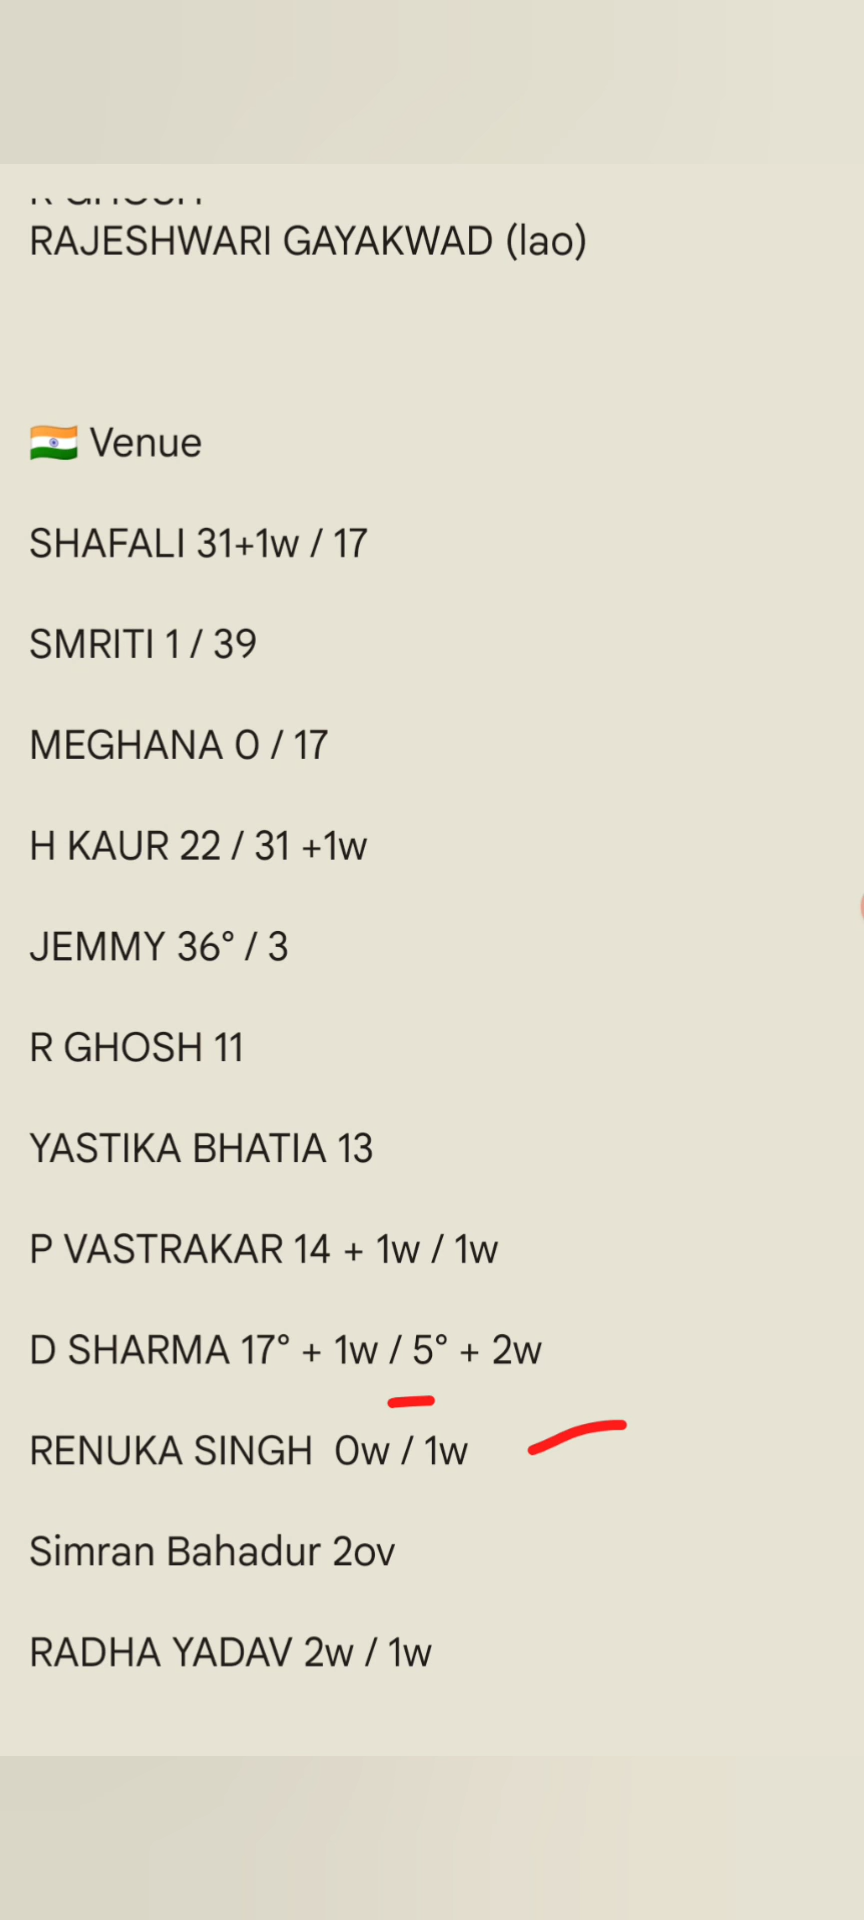 RAJESHWARI GAYAKWAD (lao)
🇮🇳 Venue
SHAFALI 31+1w / 17
SMRITI 1 / 39
MEGHANA 0 / 17
H KAUR 22 / 31 +1w
JEMMY 36° / 3
R GHOSH 11
YASTIKA BHATIA 13
P VASTRAKAR 14 + 1w / 1w
D SHARMA 17° + 1w / 5° + 2w
RENUKA SINGH  0w / 1w
Simran Bahadur 2ov
RADHA YADAV 2w / 1w